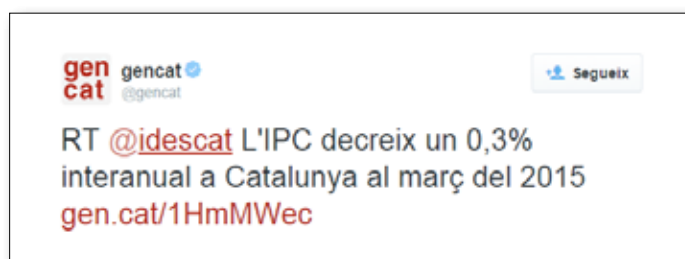 gen
cat
gencat
@gencat
Segueix
RT @idescat L'IPC decreix un 0,3%
interanual a Catalunya al març del 2015
gen.cat/1HmMWec